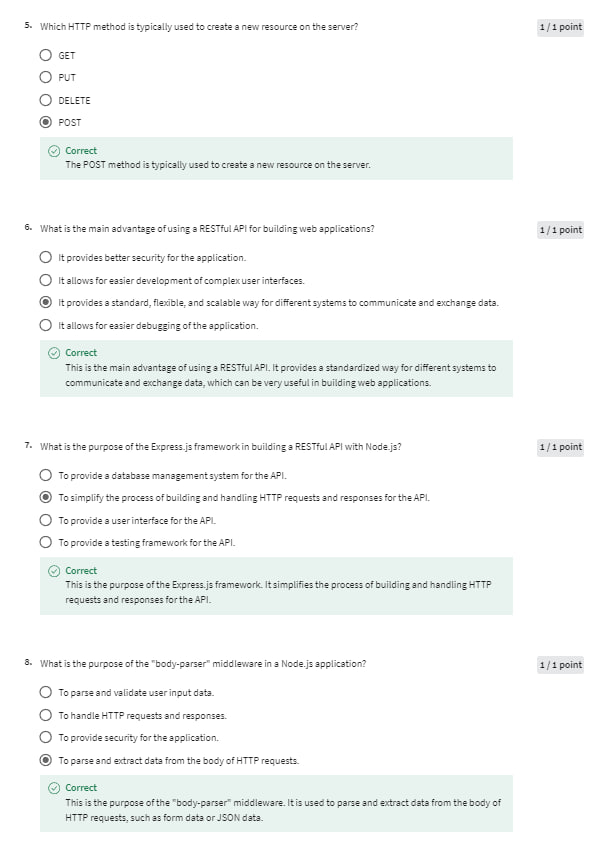 5. Which HTTP method is typically used to create a new resource on the server?
1 / 1 point
GET
PUT
DELETE
POST
Correct
The POST method is typically used to create a new resource on the server.
6. What is the main advantage of using a RESTful API for building web applications?
1 / 1 point
It provides better security for the application.
It allows for easier development of complex user interfaces.
It provides a standard, flexible, and scalable way for different systems to communicate and exchange data.
It allows for easier debugging of the application.
Correct
This is the main advantage of using a RESTful API. It provides a standardized way for different systems to
communicate and exchange data, which can be very useful in building web applications.
7. What is the purpose of the Express.js framework in building a RESTful API with Node.js?
1 / 1 point
To provide a database management system for the API.
To simplify the process of building and handling HTTP requests and responses for the API.
To provide a user interface for the API.
To provide a testing framework for the API.
Correct
This is the purpose of the Express.js framework. It simplifies the process of building and handling HTTP
requests and responses for the API.
8. What is the purpose of the "body-parser" middleware in a Node.js application?
1 / 1 point
To parse and validate user input data.
To handle HTTP requests and responses.
To provide security for the application.
To parse and extract data from the body of HTTP requests.
Correct
This is the purpose of the "body-parser" middleware. It is used to parse and extract data from the body of
HTTP requests, such as form data or JSON data.